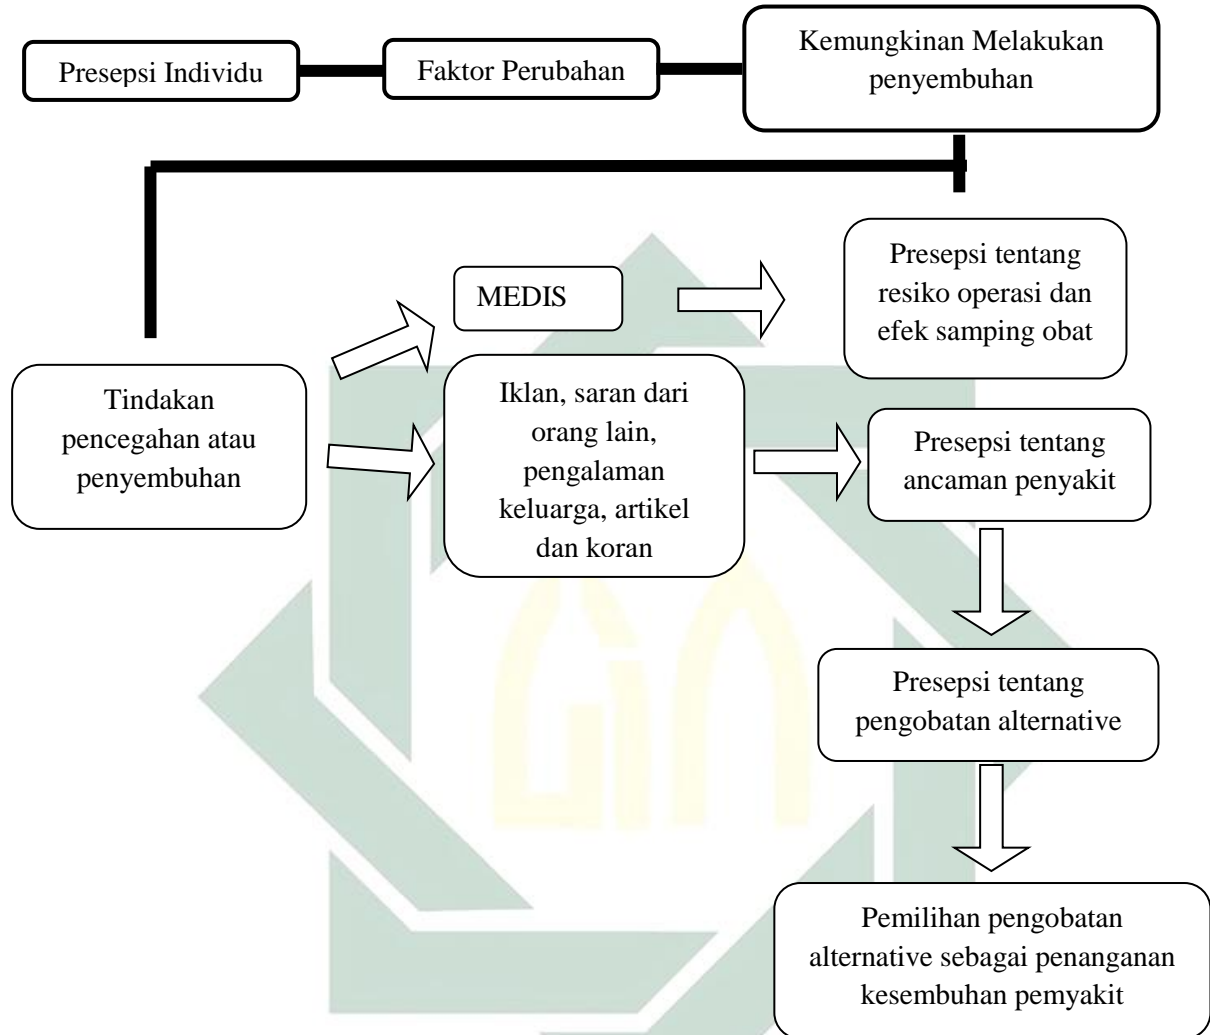 Presepsi Individu
Faktor Perubahan
Kemungkinan Melakukan
penyembuhan
Presepsi tentang
resiko operasi dan
efek samping obat
MEDIS
Tindakan
pencegahan atau
penyembuhan
Iklan, saran dari
orang lain,
pengalaman
keluarga, artikel
dan koran
Presepsi tentang
ancaman penyakit
Presepsi tentang
pengobatan alternative
Pemilihan pengobatan
alternative sebagai penanganan
kesembuhan pemyakit